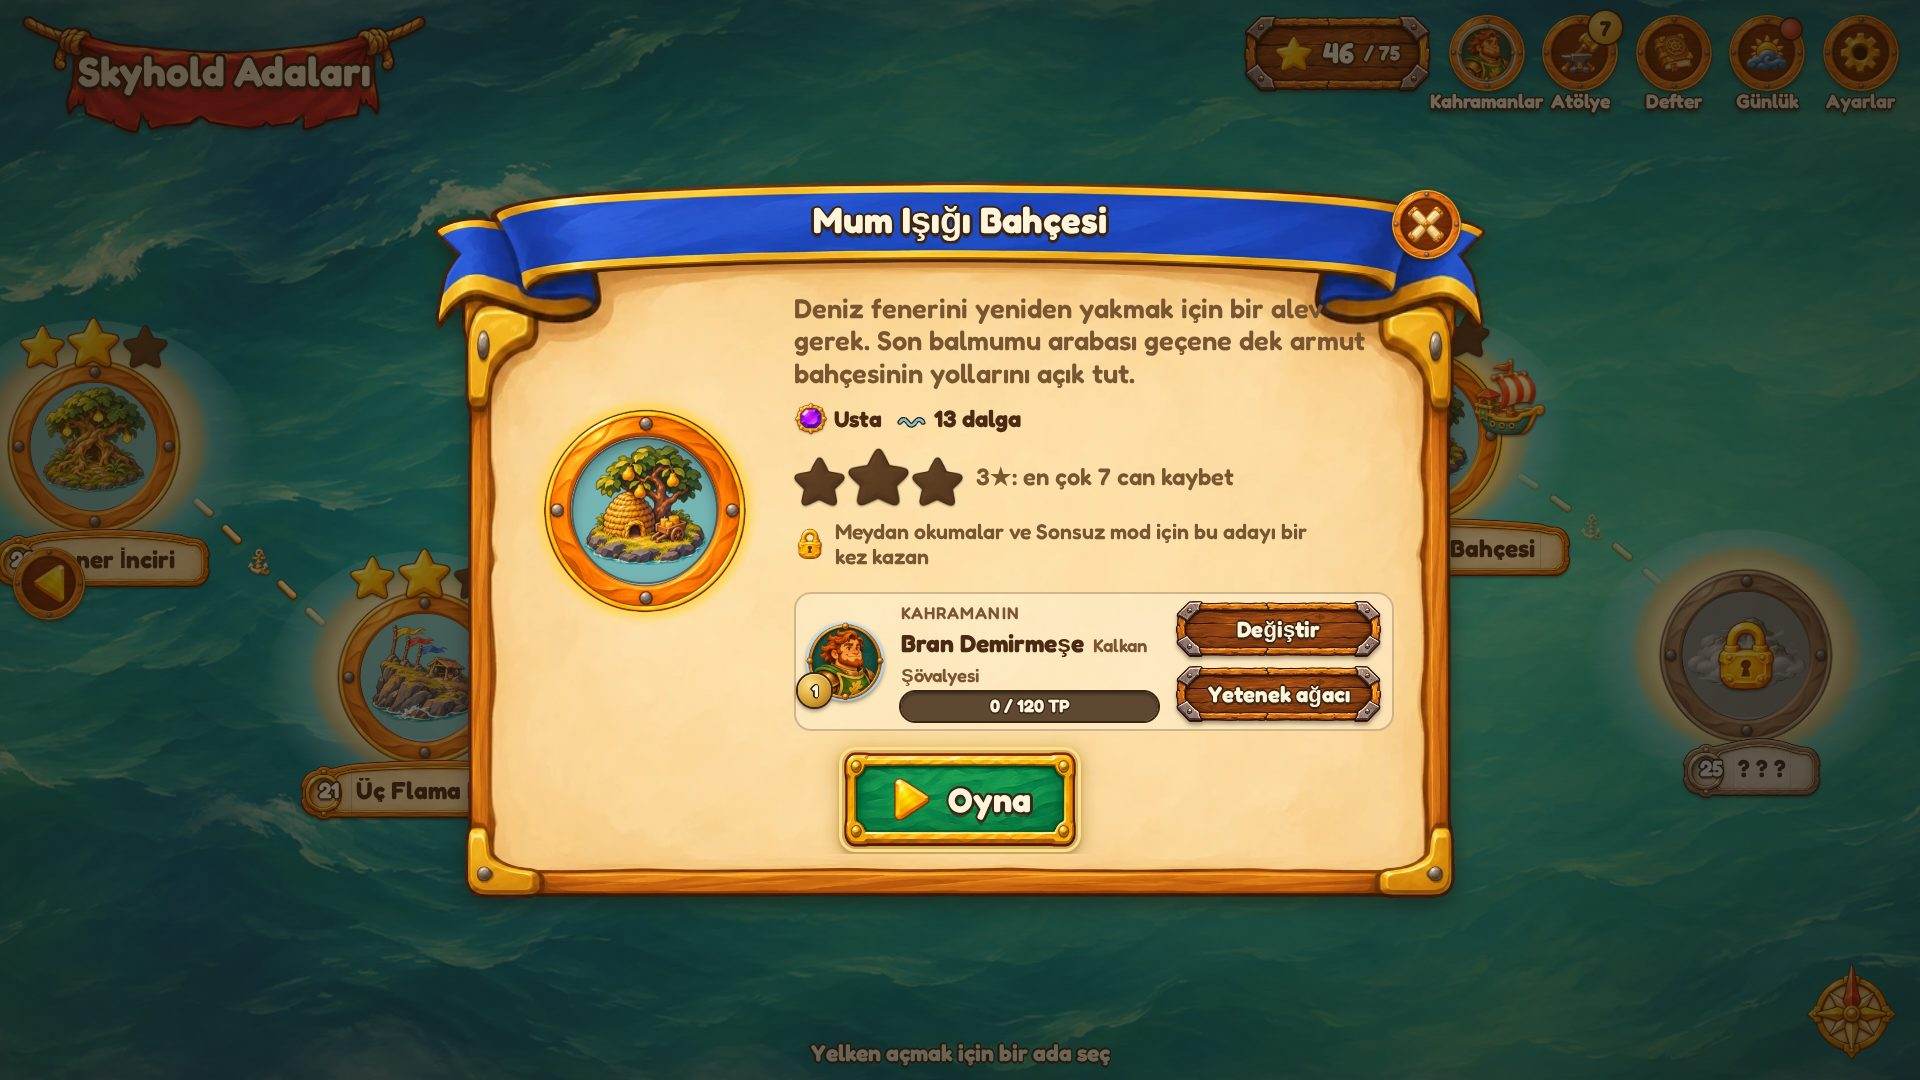 Skyhold Adaları
46 / 75
7
Kahramanlar
Atölye
Defter
Günlük
Ayarlar
Mum Işığı Bahçesi
Deniz fenerini yeniden yakmak için bir alev
gerek. Son balmumu arabası geçene dek armut
bahçesinin yollarını açık tut.
Usta 13 dalga
3★: en çok 7 can kaybet
Meydan okumalar ve Sonsuz mod için bu adayı bir
kez kazan
KAHRAMANIN
Bran Demirmeşe Kalkan
Şövalyesi
1
0 / 120 TP
Değiştir
Yetenek ağacı
Oyna
İnciri
21 Üç Flama
Bahçesi
25 ???
Yelken açmak için bir ada seç